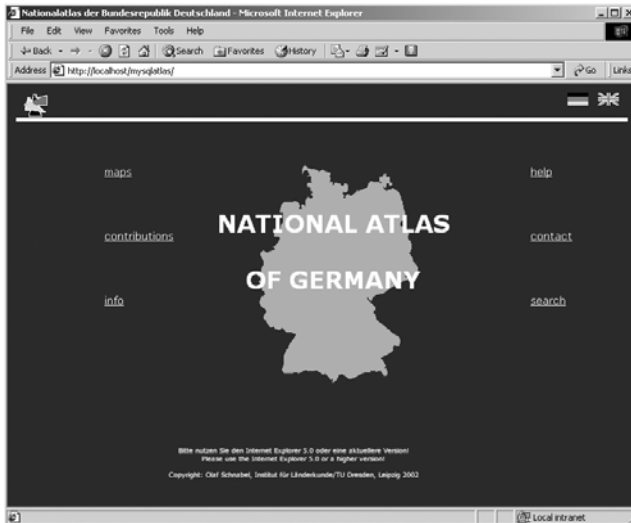 Nationalatlas der Bundesrepublik Deutschland - Microsoft Internet Explorer
File Edit View Favorites Tools Help
Back Search Favorites History
Address http://localhost/mysqlatlas/ Go Links
maps
help
NATIONAL ATLAS
contributions
contact
OF GERMANY
info
search
Bitte nutzen Sie den Internet Explorer 5.0 oder eine aktuellere Version!
Please use the Internet Explorer 5.0 or a higher version!
Copyright: Olaf Schnabel, Institut für Länderkunde/TU Dresden, Leipzig 2002
Local intranet